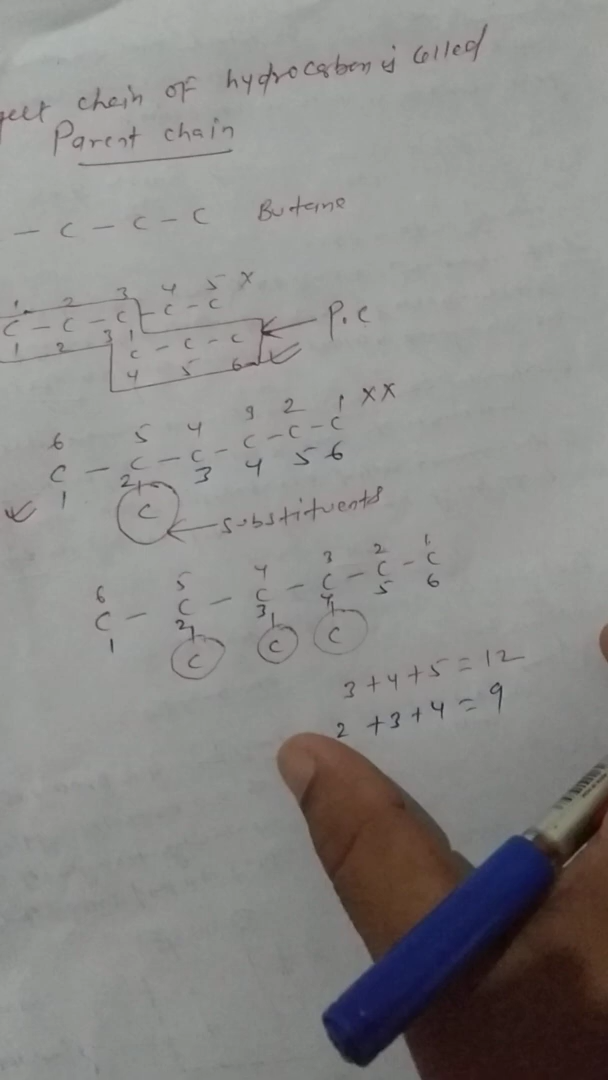 chain of hydrocarbon is called
Parent chain
- C - C - C Butane
1 2 3 4 5 X
C - C - C - C - C
1 2 3
C - C - C
4 5 6
P.C
6 5 4 3 2 1 XX
C - C - C - C - C - C
1 2 3 4 5 6
C
substituents
6 5 4 3 2 1
C - C - C - C - C - C
1 2 3 4 5 6
C C C
3 + 4 + 5 = 12
2 + 3 + 4 = 9